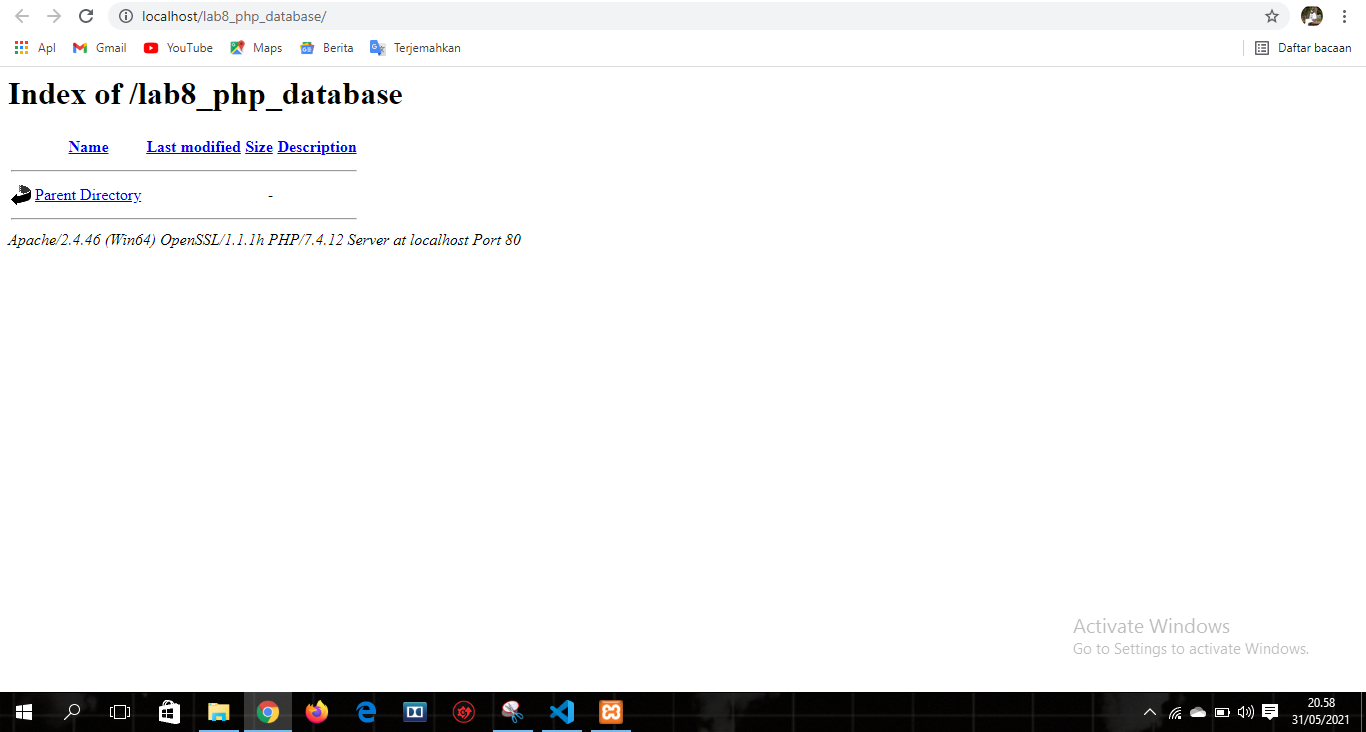 localhost/lab8_php_database/
Apl Gmail YouTube Maps Berita Terjemahkan Daftar bacaan
Index of /lab8_php_database
Name Last modified Size Description
Parent Directory -
Apache/2.4.46 (Win64) OpenSSL/1.1.1h PHP/7.4.12 Server at localhost Port 80
Activate Windows
Go to Settings to activate Windows.
20.58
31/05/2021